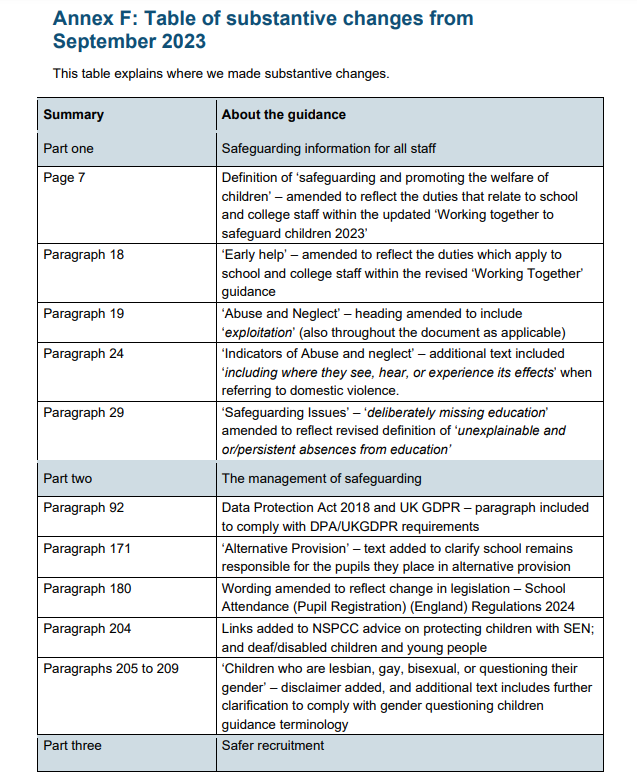 Annex F: Table of substantive changes from
September 2023
This table explains where we made substantive changes.
Summary
About the guidance
Part one
Safeguarding information for all staff
Page 7
Definition of ‘safeguarding and promoting the welfare of
children’ – amended to reflect the duties that relate to school
and college staff within the updated ‘Working together to
safeguard children 2023’
Paragraph 18
‘Early help’ – amended to reflect the duties which apply to
school and college staff within the revised ‘Working Together’
guidance
Paragraph 19
‘Abuse and Neglect’ – heading amended to include
‘exploitation’ (also throughout the document as applicable)
Paragraph 24
‘Indicators of Abuse and neglect’ – additional text included
‘including where they see, hear, or experience its effects’ when
referring to domestic violence.
Paragraph 29
‘Safeguarding Issues’ – ‘deliberately missing education’
amended to reflect revised definition of ‘unexplainable and
or/persistent absences from education’
Part two
The management of safeguarding
Paragraph 92
Data Protection Act 2018 and UK GDPR – paragraph included
to comply with DPA/UKGDPR requirements
Paragraph 171
‘Alternative Provision’ – text added to clarify school remains
responsible for the pupils they place in alternative provision
Paragraph 180
Wording amended to reflect change in legislation – School
Attendance (Pupil Registration) (England) Regulations 2024
Paragraph 204
Links added to NSPCC advice on protecting children with SEN;
and deaf/disabled children and young people
Paragraphs 205 to 209
‘Children who are lesbian, gay, bisexual, or questioning their
gender’ – disclaimer added, and additional text includes further
clarification to comply with gender questioning children
guidance terminology
Part three
Safer recruitment